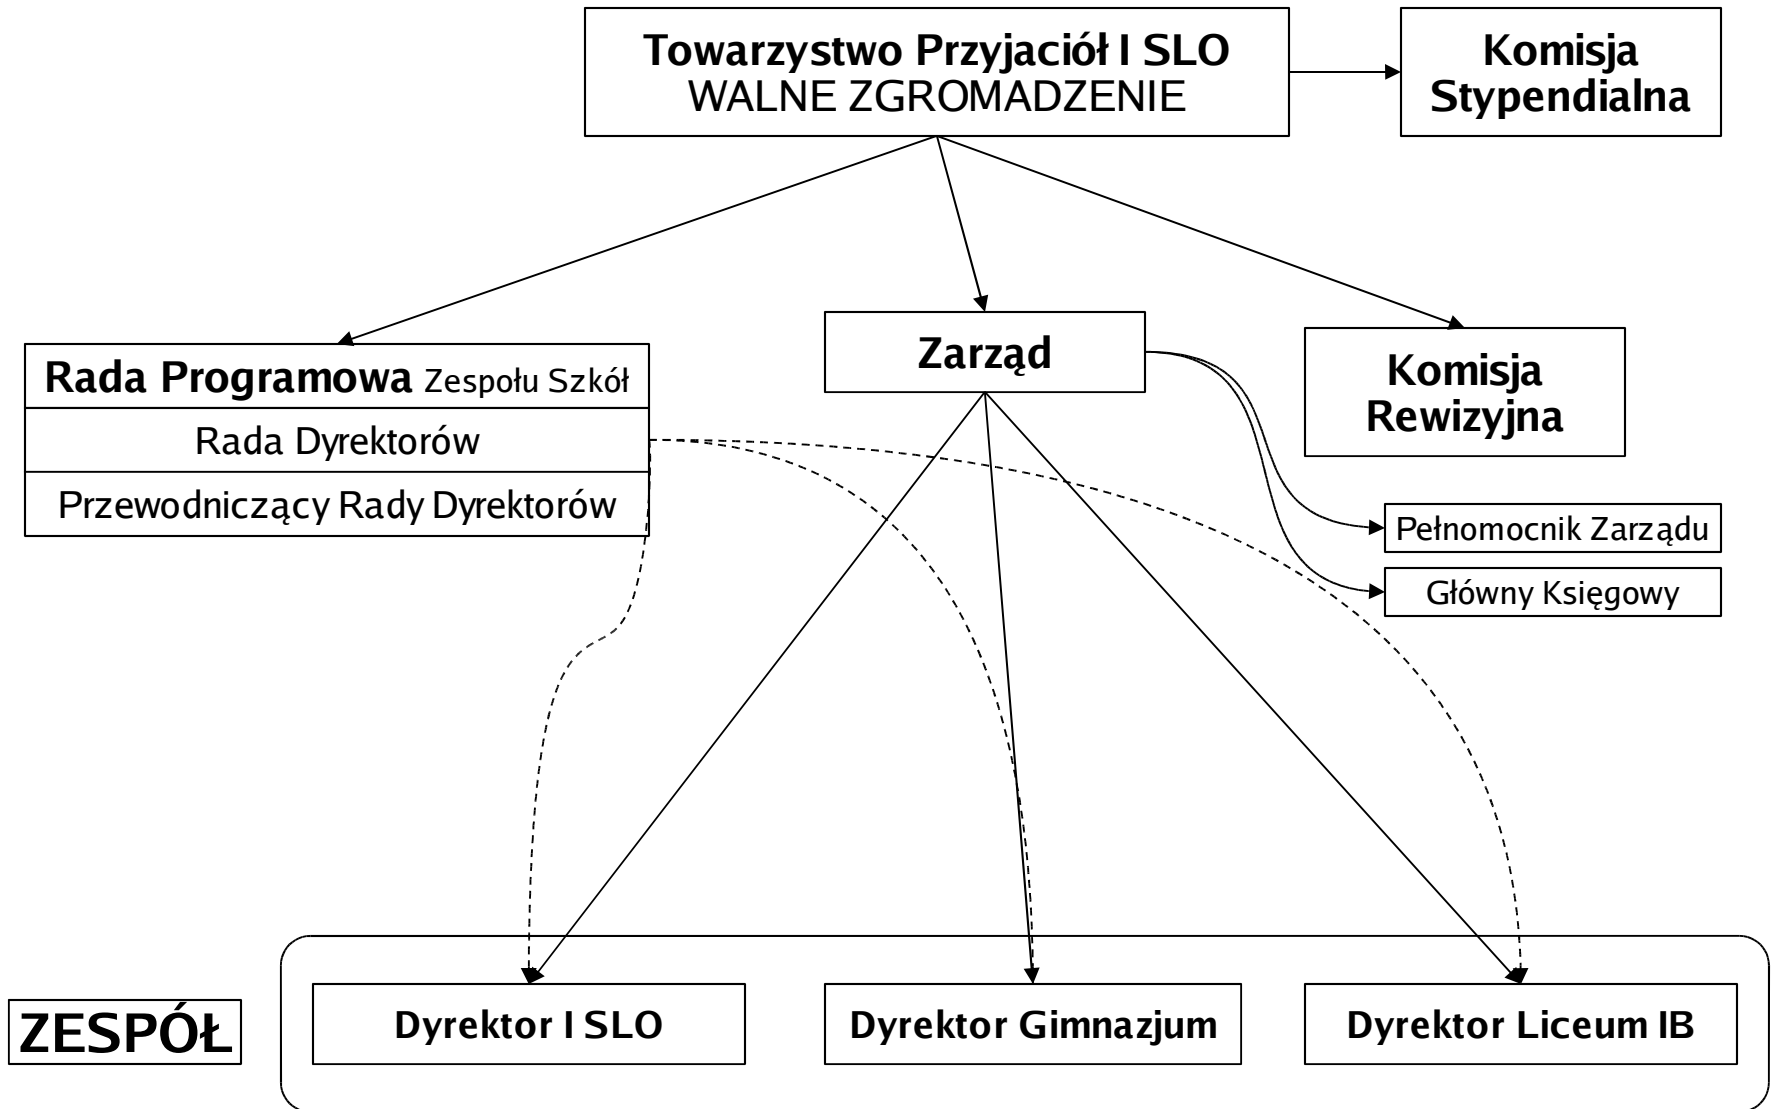 Towarzystwo Przyjaciół I SLO
WALNE ZGROMADZENIE
Komisja
Stypendialna
Rada Programowa Zespołu Szkół
Rada Dyrektorów
Przewodniczący Rady Dyrektorów
Zarząd
Komisja
Rewizyjna
Pełnomocnik Zarządu
Główny Księgowy
ZESPÓŁ
Dyrektor I SLO
Dyrektor Gimnazjum
Dyrektor Liceum IB